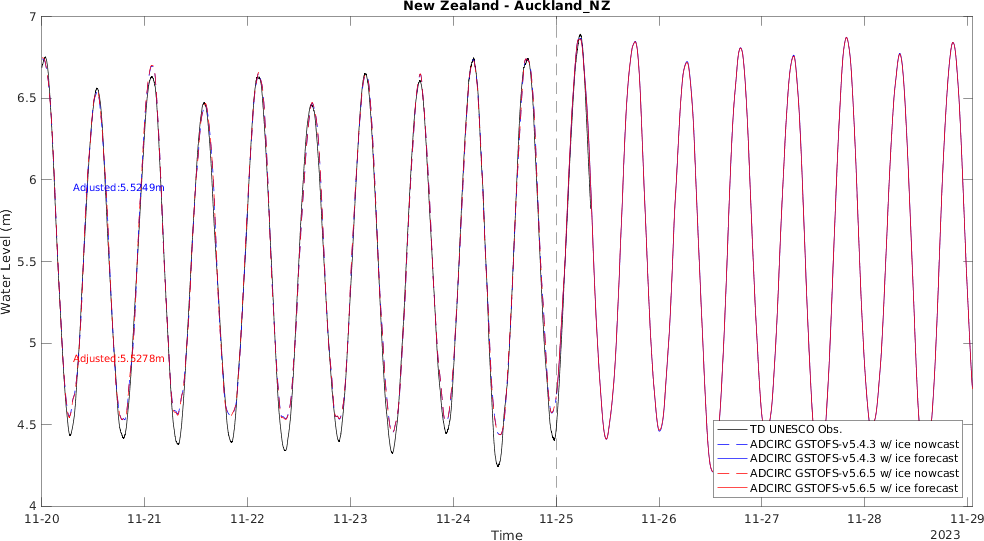 New Zealand - Auckland_NZ
7
6.5
6
5.5
5
4.5
4
Water Level (m)
Adjusted:5.5249m
Adjusted:5.5278m
TD UNESCO Obs.
ADCIRC GSTOFS-v5.4.3 w/ ice nowcast
ADCIRC GSTOFS-v5.4.3 w/ ice forecast
ADCIRC GSTOFS-v5.6.5 w/ ice nowcast
ADCIRC GSTOFS-v5.6.5 w/ ice forecast
11-20 11-21 11-22 11-23 11-24 11-25 11-26 11-27 11-28 11-29
Time
2023